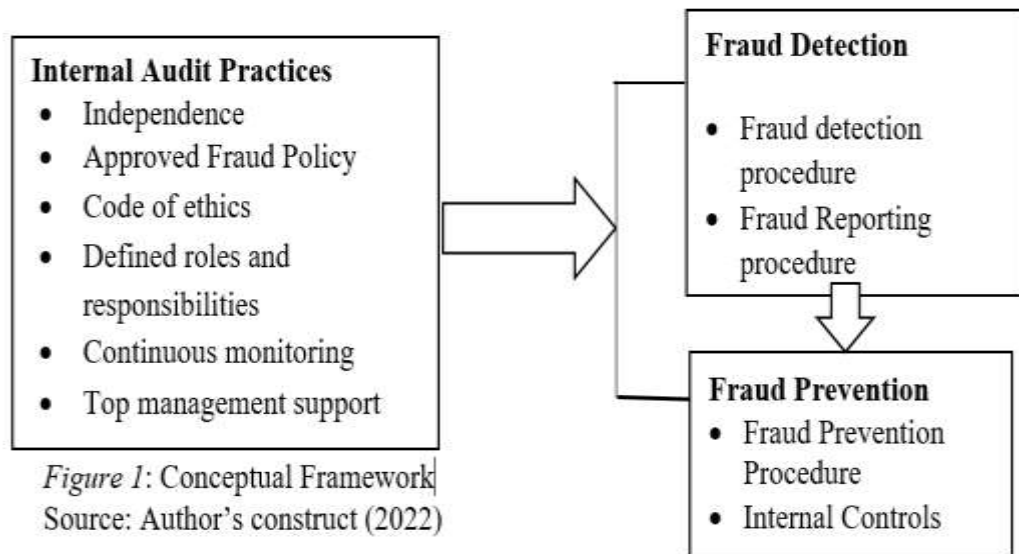 Internal Audit Practices
• Independence
• Approved Fraud Policy
• Code of ethics
• Defined roles and
responsibilities
• Continuous monitoring
• Top management support
Fraud Detection
• Fraud detection
procedure
• Fraud Reporting
procedure
Fraud Prevention
• Fraud Prevention
Procedure
• Internal Controls
Figure 1: Conceptual Framework
Source: Author's construct (2022)